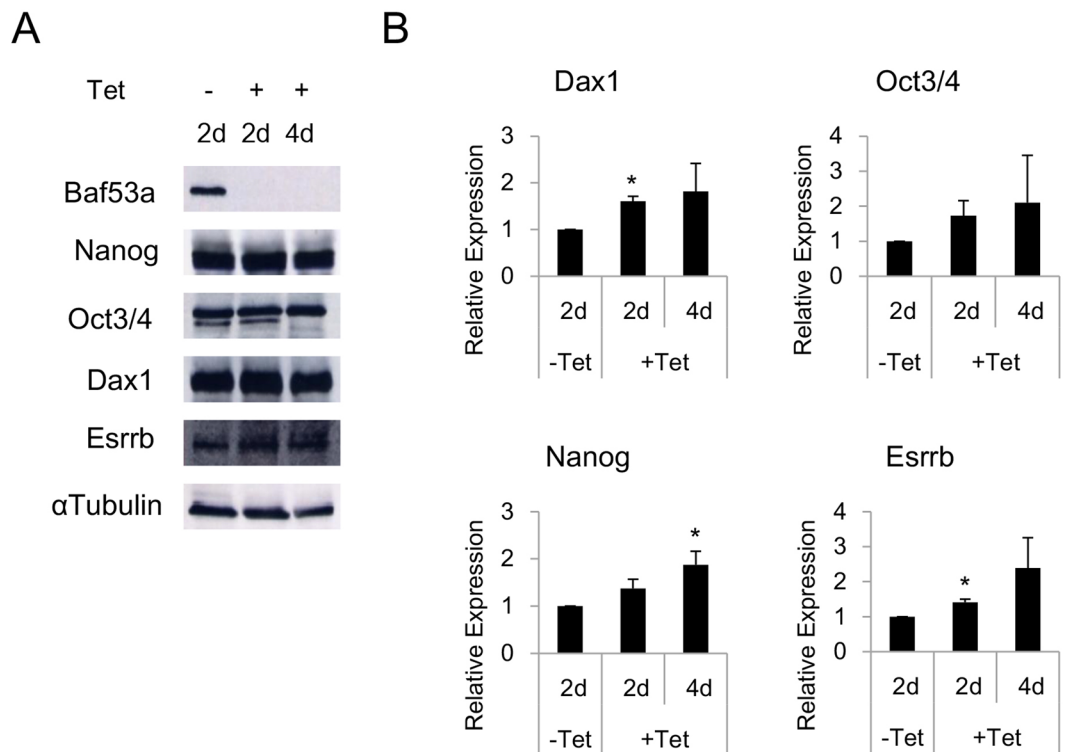 A
B
Tet - + +
2d 2d 4d
Baf53a
Nanog
Oct3/4
Dax1
Esrrb
αTubulin
Dax1
Relative Expression
3
2
1
0
*
2d 2d 4d
-Tet +Tet
Oct3/4
Relative Expression
4
3
2
1
0
2d 2d 4d
-Tet +Tet
Nanog
Relative Expression
3
2
1
0
*
2d 2d 4d
-Tet +Tet
Esrrb
Relative Expression
4
3
2
1
0
*
2d 2d 4d
-Tet +Tet